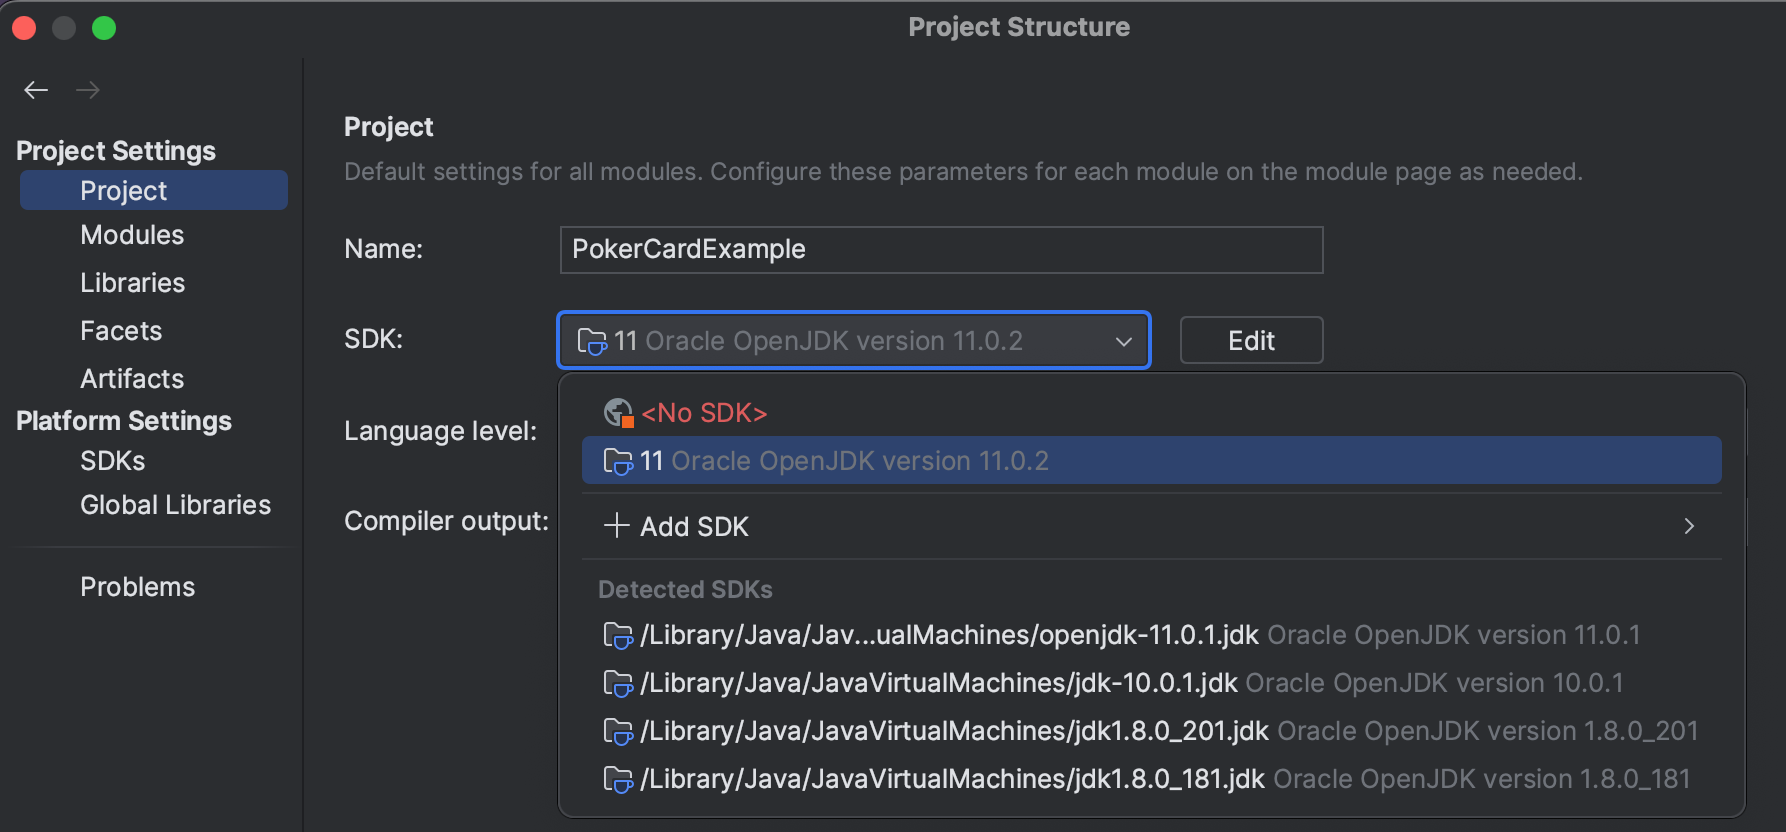 Project Structure
Project Settings
Project
Modules
Libraries
Facets
Artifacts
Platform Settings
SDKs
Global Libraries
Problems
Project
Default settings for all modules. Configure these parameters for each module on the module page as needed.
Name: PokerCardExample
SDK: 11 Oracle OpenJDK version 11.0.2 Edit
Language level:
Compiler output:
<No SDK>
11 Oracle OpenJDK version 11.0.2
Add SDK
Detected SDKs
/Library/Java/Jav...ualMachines/openjdk-11.0.1.jdk Oracle OpenJDK version 11.0.1
/Library/Java/JavaVirtualMachines/jdk-10.0.1.jdk Oracle OpenJDK version 10.0.1
/Library/Java/JavaVirtualMachines/jdk1.8.0_201.jdk Oracle OpenJDK version 1.8.0_201
/Library/Java/JavaVirtualMachines/jdk1.8.0_181.jdk Oracle OpenJDK version 1.8.0_181